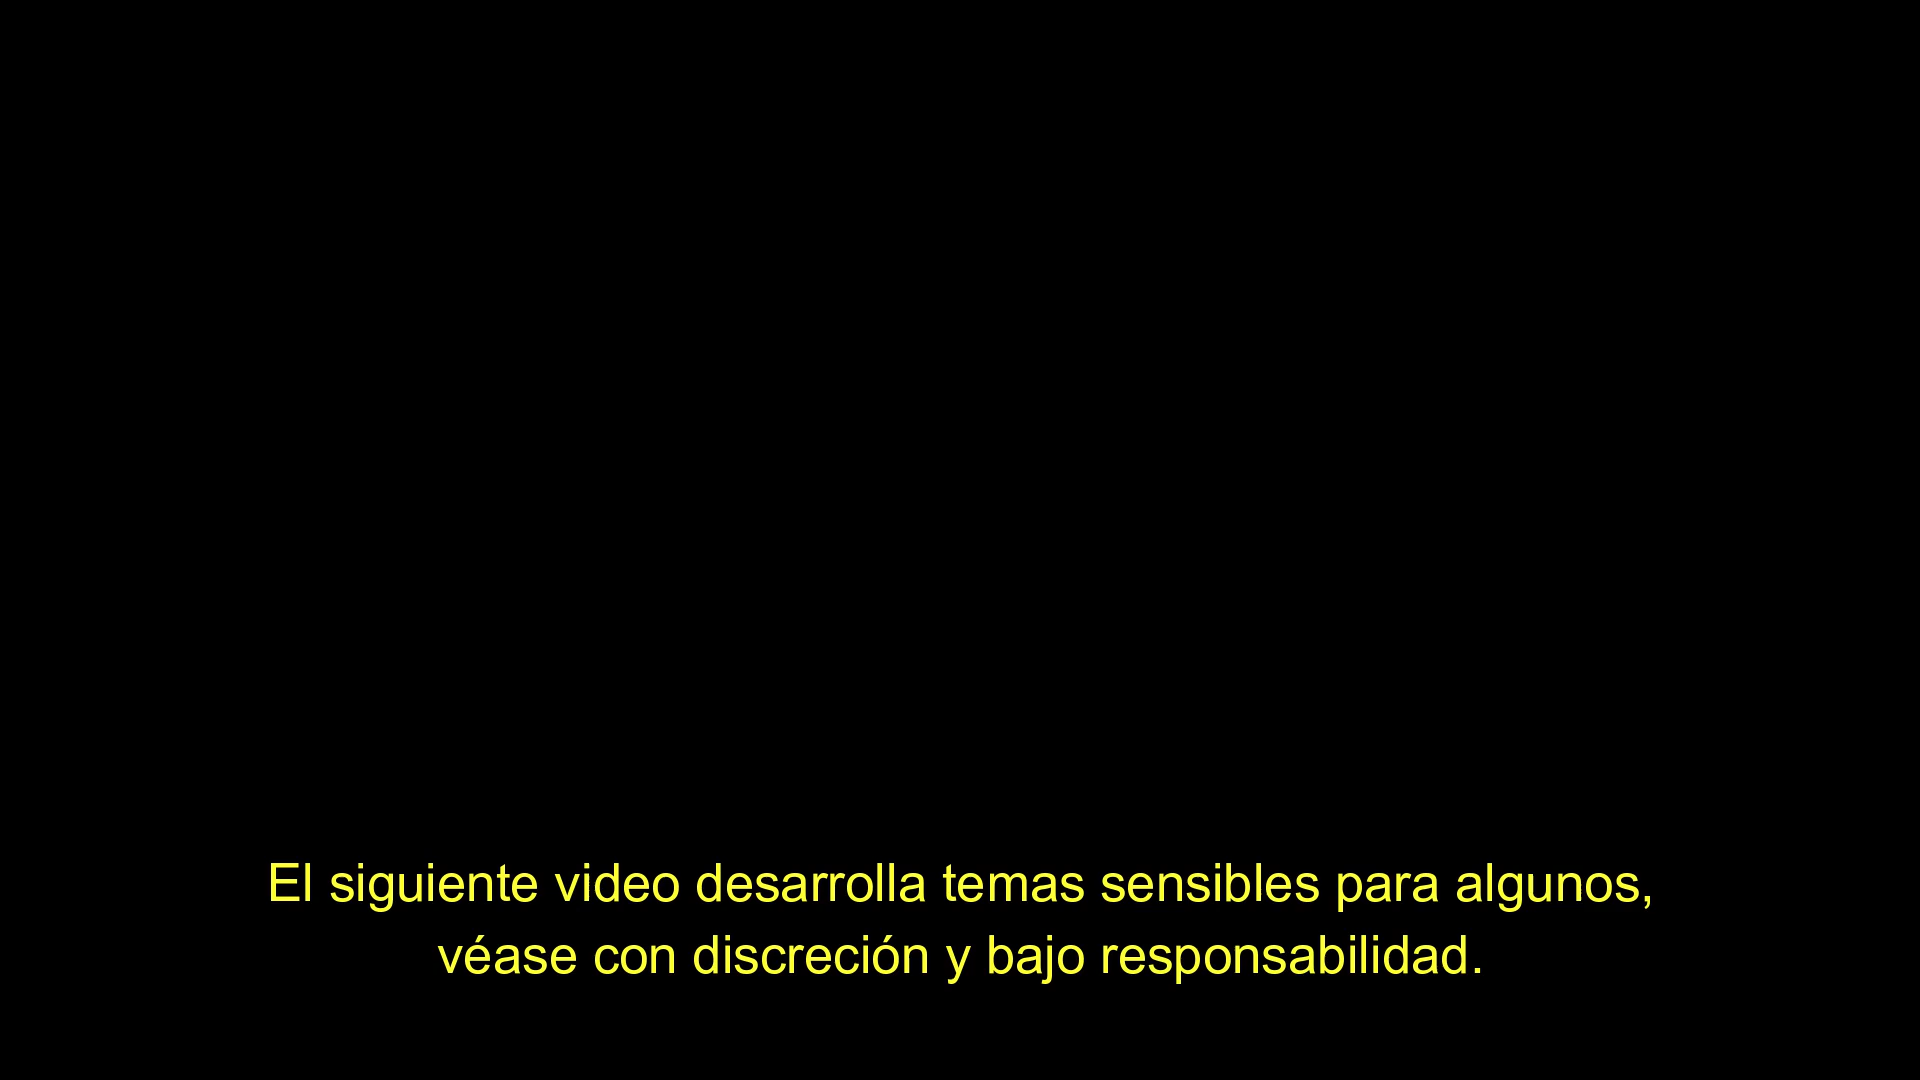 El siguiente video desarrolla temas sensibles para algunos,
véase con discreción y bajo responsabilidad.